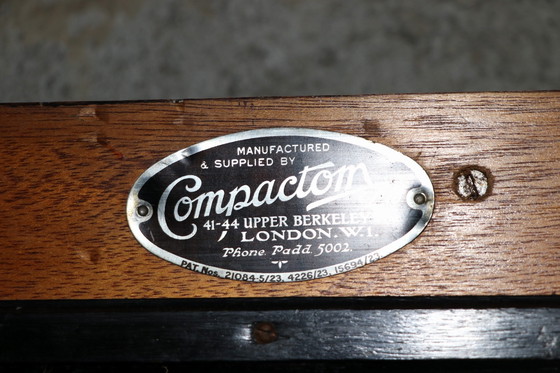 MANUFACTURED
& SUPPLIED BY
Compactom
41-44 UPPER BERKELEY
LONDON. W.1.
Phone Padd. 5002.
PAT. Nos. 21084-5/23, 4226/23, 15694/23